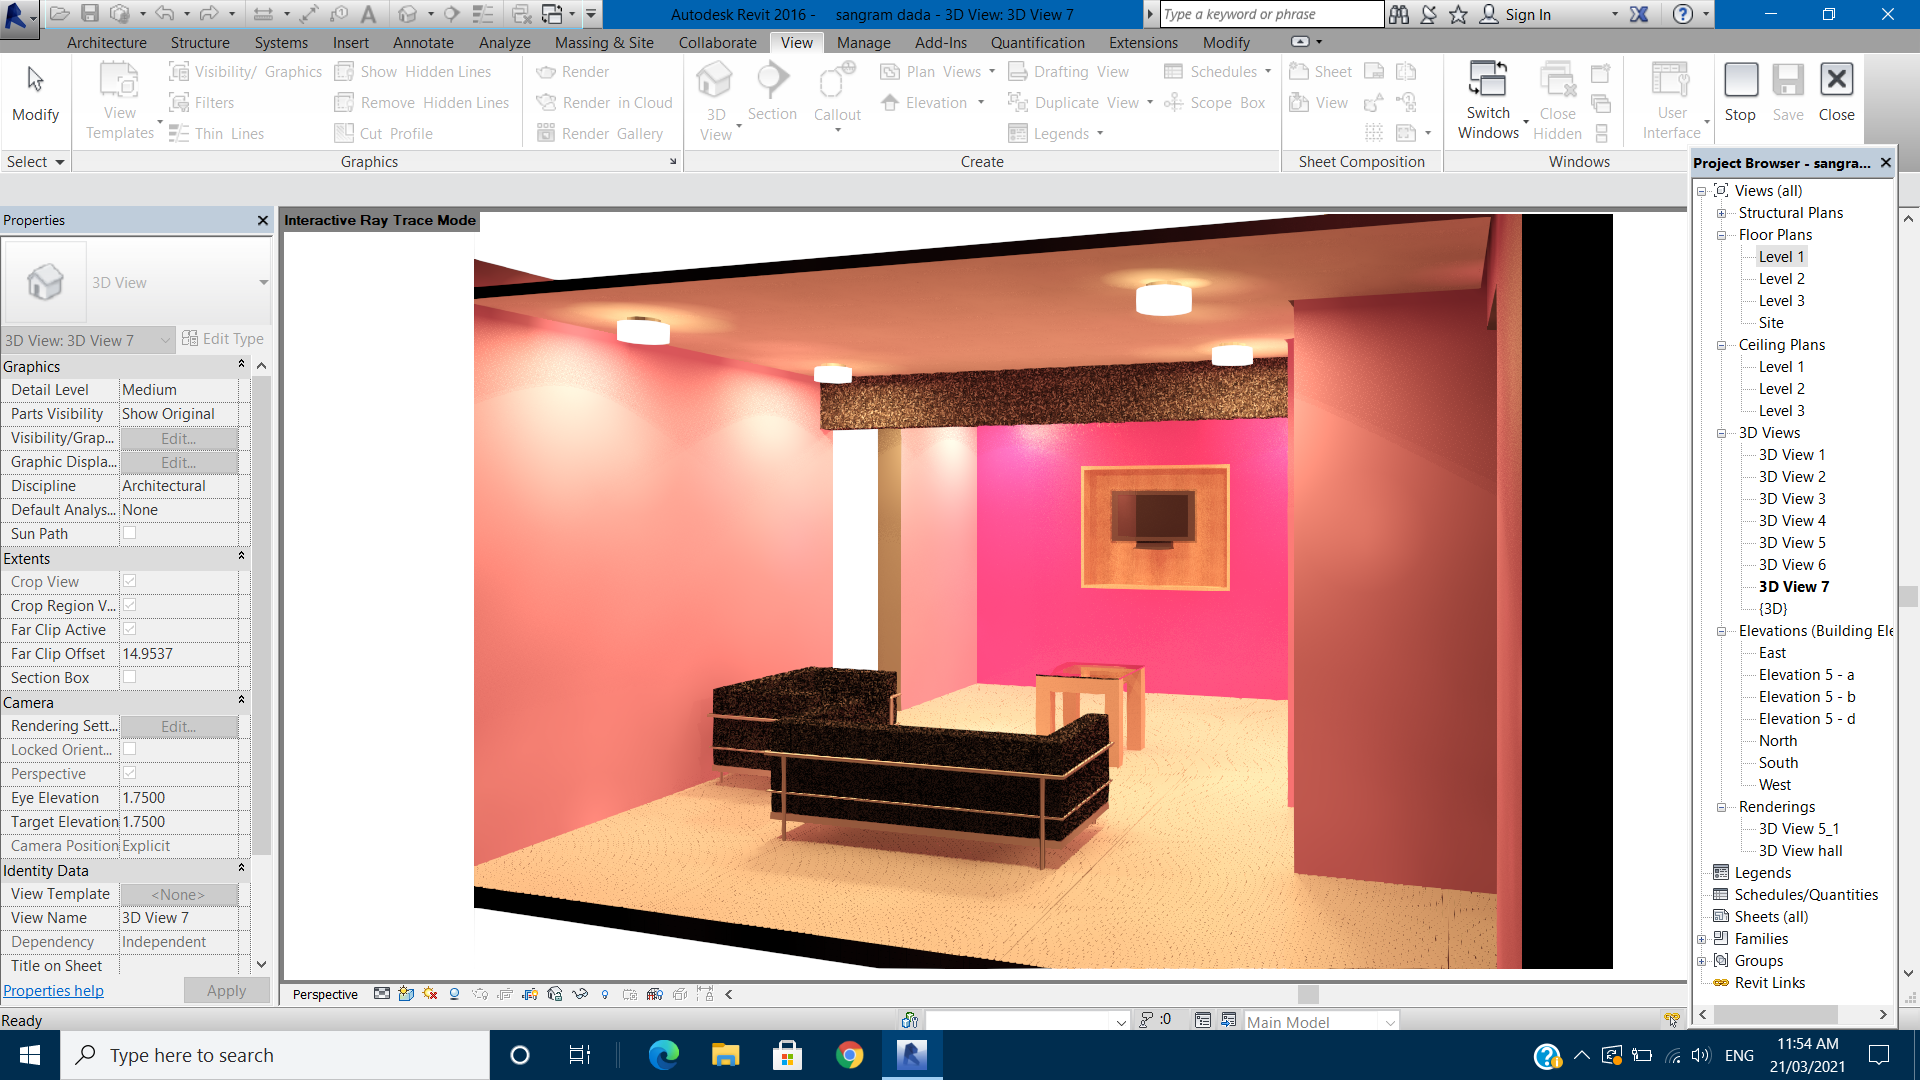 Autodesk Revit 2016 - sangram dada - 3D View: 3D View 7
Type a keyword or phrase
Sign In
Architecture Structure Systems Insert Annotate Analyze Massing & Site Collaborate View Manage Add-Ins Quantification Extensions Modify
Modify
View Templates
Visibility/ Graphics
Filters
Thin Lines
Show Hidden Lines
Remove Hidden Lines
Cut Profile
Render
Render in Cloud
Render Gallery
3D View
Section
Callout
Plan Views
Elevation
Drafting View
Duplicate View
Legends
Schedules
Scope Box
Sheet
View
Switch Windows
Close Hidden
User Interface
Stop
Save
Close
Select
Graphics
Create
Sheet Composition
Windows
Properties
3D View
3D View: 3D View 7
Edit Type
Graphics
Detail Level Medium
Parts Visibility Show Original
Visibility/Grap... Edit...
Graphic Displa... Edit...
Discipline Architectural
Default Analys... None
Sun Path
Extents
Crop View
Crop Region V...
Far Clip Active
Far Clip Offset 14.9537
Section Box
Camera
Rendering Sett... Edit...
Locked Orient...
Perspective
Eye Elevation 1.7500
Target Elevation 1.7500
Camera Position Explicit
Identity Data
View Template <None>
View Name 3D View 7
Dependency Independent
Title on Sheet
Properties help
Apply
Interactive Ray Trace Mode
Perspective
Project Browser - sangra...
Views (all)
Structural Plans
Floor Plans
Level 1
Level 2
Level 3
Site
Ceiling Plans
Level 1
Level 2
Level 3
3D Views
3D View 1
3D View 2
3D View 3
3D View 4
3D View 5
3D View 6
3D View 7
{3D}
Elevations (Building Ele
East
Elevation 5 - a
Elevation 5 - b
Elevation 5 - d
North
South
West
Renderings
3D View 5_1
3D View hall
Legends
Schedules/Quantities
Sheets (all)
Families
Groups
Revit Links
Ready
:0
Main Model
Type here to search
ENG
11:54 AM
21/03/2021